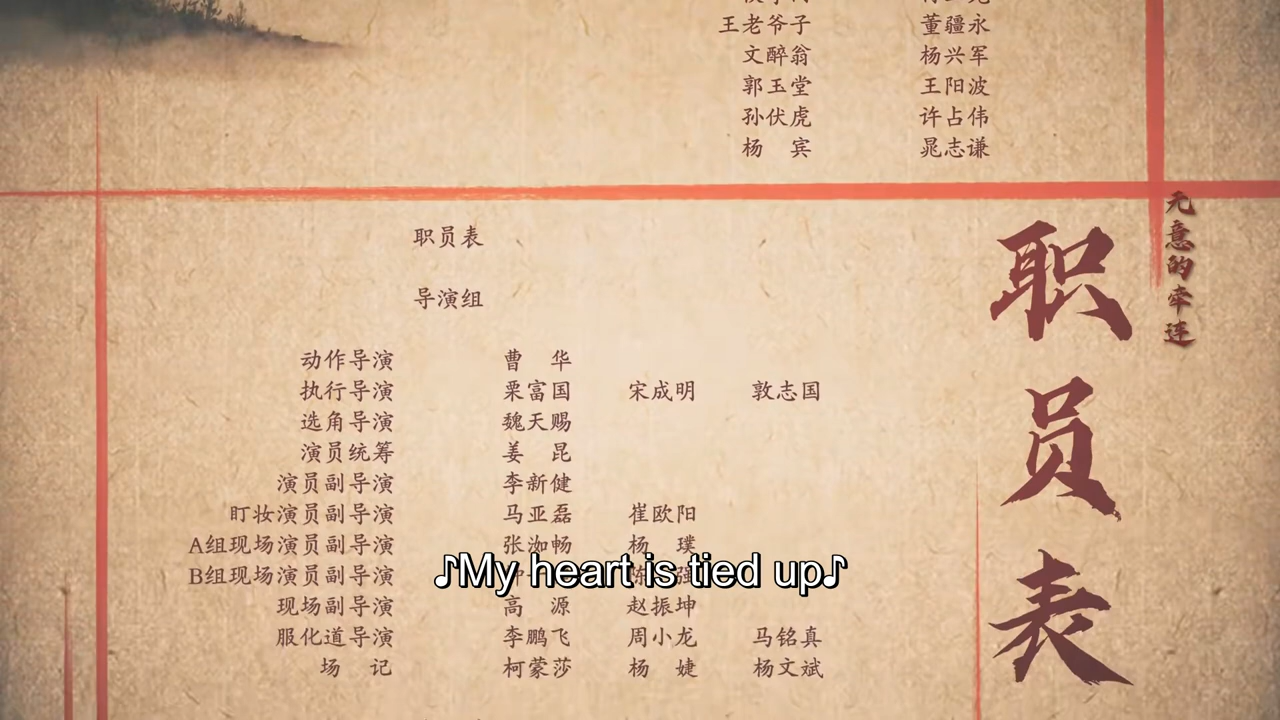 王老爷子 董疆永
文醉翁 杨兴军
郭玉堂 王阳波
孙伏虎 许占伟
杨 宾 晁志谦
职员表
导演组
动作导演 曹 华
执行导演 栗富国 宋成明 敦志国
选角导演 魏天赐
演员统筹 姜 昆
演员副导演 李新健
盯妆演员副导演 马亚磊 崔欧阳
A组现场演员副导演 张洳畅 杨 璞
B组现场演员副导演
♪My heart is tied up♪
现场副导演 高 源 赵振坤
服化道导演 李鹏飞 周小龙 马铭真
场 记 柯蒙莎 杨 婕 杨文斌
职员表
无意的牵连